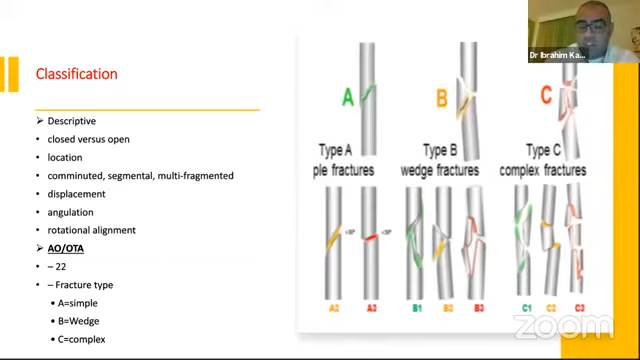 Dr Ibrahim Ka...
Classification
Descriptive
closed versus open
location
comminuted, segmental, multi-fragmented
displacement
angulation
rotational alignment
AO/OTA
– 22
– Fracture type
A=simple
B=Wedge
C=complex
A
B
C
Type A
ple fractures
Type B
wedge fractures
Type C
complex fractures
A2
A3
B1
B2
B3
C1
C2
C3
zoom